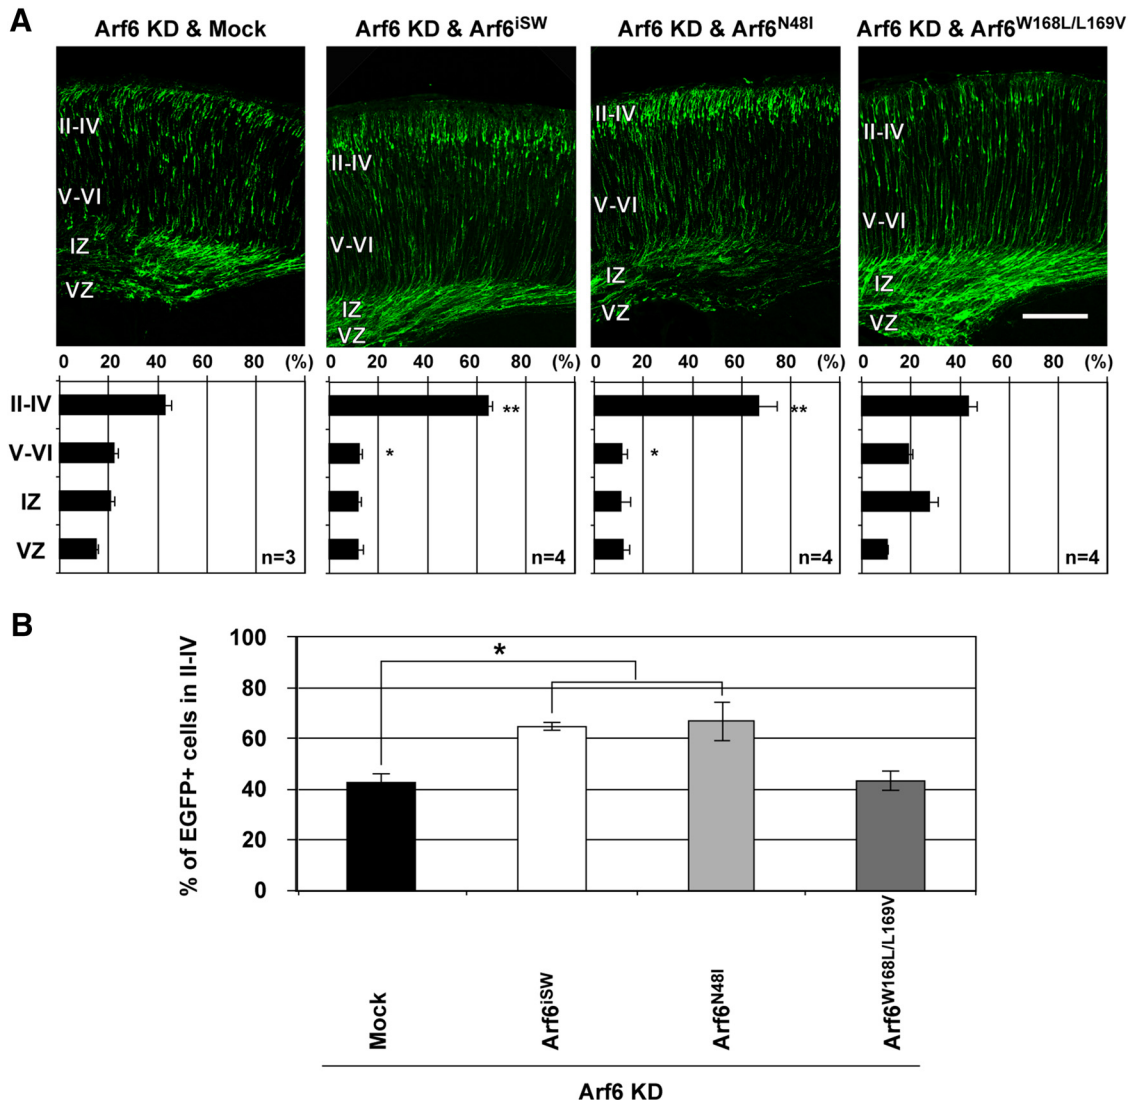 A
Arf6 KD & Mock
Arf6 KD & Arf6iSW
Arf6 KD & Arf6N48I
Arf6 KD & Arf6W168L/L169V
II-IV
V-VI
IZ
VZ
II-IV
V-VI
IZ
VZ
II-IV
V-VI
IZ
VZ
II-IV
V-VI
IZ
VZ
0 20 40 60 80 (%)
0 20 40 60 80 (%)
0 20 40 60 80 (%)
0 20 40 60 80 (%)
II-IV
V-VI
IZ
VZ
n=3
**
*
n=4
**
*
n=4
n=4
B
% of EGFP+ cells in II-IV
100
80
60
40
20
0
*
Mock
Arf6iSW
Arf6N48I
Arf6W168L/L169V
Arf6 KD